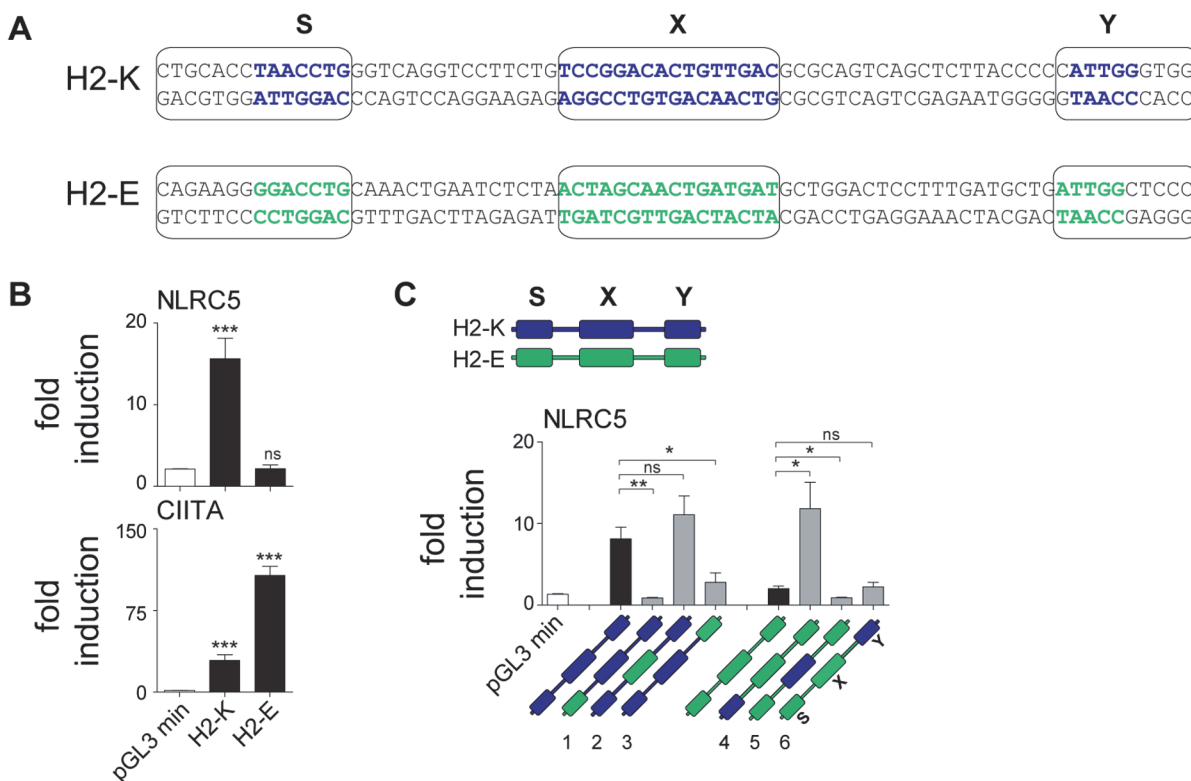 A
S X Y
H2-K
CTGCACCTAACCTGGGTCAGGTCCTTCTGTCCGGACACTGTTGACGCGCAGTCAGCTCTTACCCCCATTGGGTGG
GACGTGGATTGGACCCAGTCCAGGAAGAGAGGCCTGTGACAACTGCGCGTCAGTCGAGAATGGGGGTAACCCACC
H2-E
CAGAAGGGGACCTGCAAACTGAATCTCTAACTAGCAACTGATGATGCTGGACTCCTTTGATGCTGATTGGCTCCC
GTCTTCCCCTGGACGTTTGACTTAGAGATTGATCGTTGACTACTACGACCTGAGGAAACTACGACTAACCGAGGG
B
NLRC5
fold induction
20
10
0
***
ns
CIITA
fold induction
150
75
0
***
***
pGL3 min
H2-K
H2-E
C
S X Y
H2-K
H2-E
NLRC5
fold induction
20
10
0
*
ns
**
ns
*
*
pGL3 min
Y
X
S
1 2 3 4 5 6